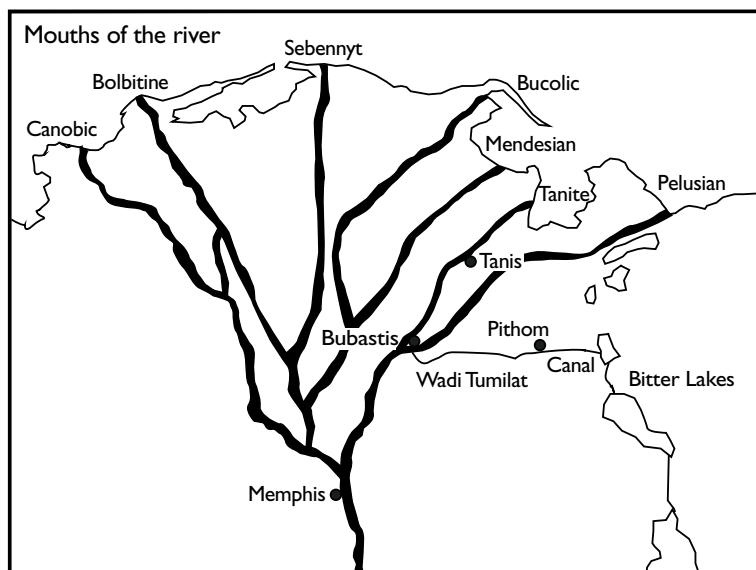 Mouths of the river
Sebennyt
Bolbitine
Bucolic
Canobic
Mendesian
Tanite
Pelusian
Tanis
Bubastis
Pithom
Wadi Tumilat
Canal
Bitter Lakes
Memphis